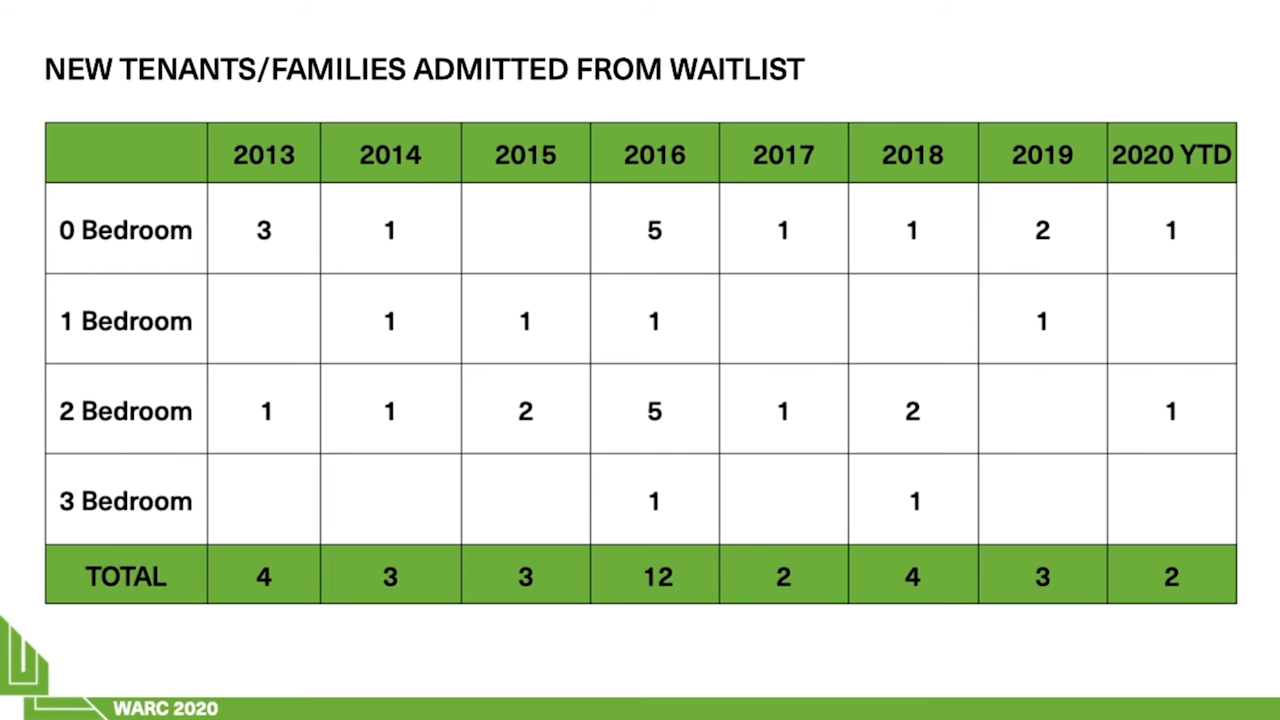 NEW TENANTS/FAMILIES ADMITTED FROM WAITLIST
2013 2014 2015 2016 2017 2018 2019 2020 YTD
0 Bedroom 3 1 5 1 1 2 1
1 Bedroom 1 1 1 1
2 Bedroom 1 1 2 5 1 2 1
3 Bedroom 1 1
TOTAL 4 3 3 12 2 4 3 2
WARC 2020